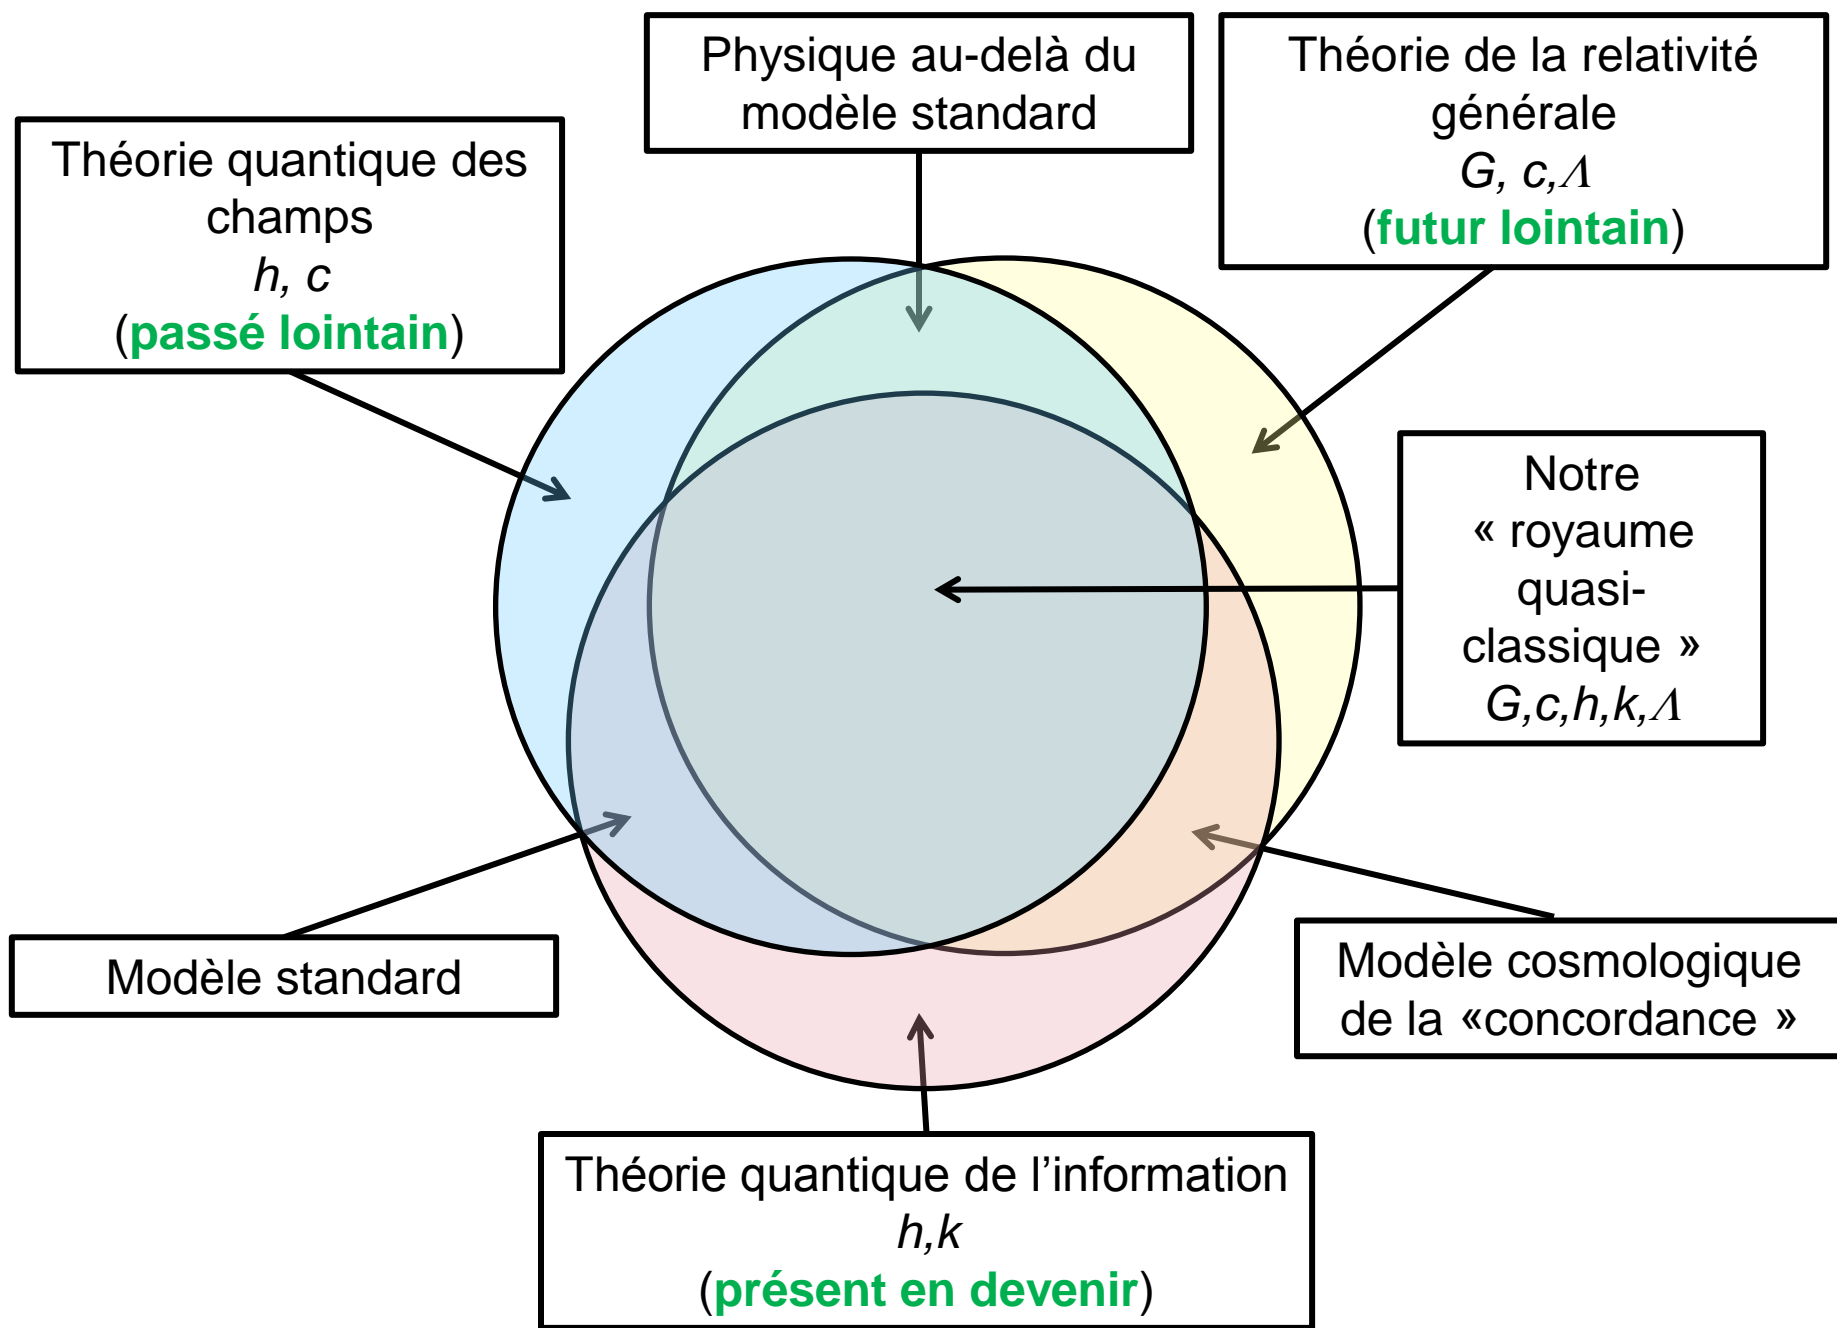 Physique au-delà du
modèle standard
Théorie de la relativité
générale
G, c,Λ
(futur lointain)
Théorie quantique des
champs
h, c
(passé lointain)
Notre
« royaume
quasi-
classique »
G,c,h,k,Λ
Modèle standard
Modèle cosmologique
de la «concordance »
Théorie quantique de l’information
h,k
(présent en devenir)